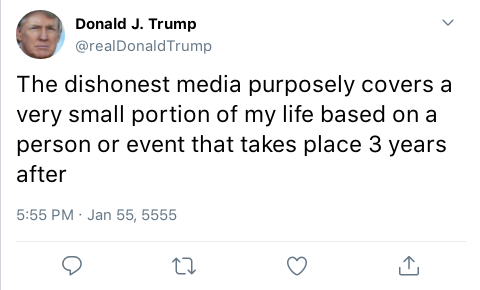 Donald J. Trump
@realDonaldTrump
The dishonest media purposely covers a
very small portion of my life based on a
person or event that takes place 3 years
after
5:55 PM · Jan 55, 5555